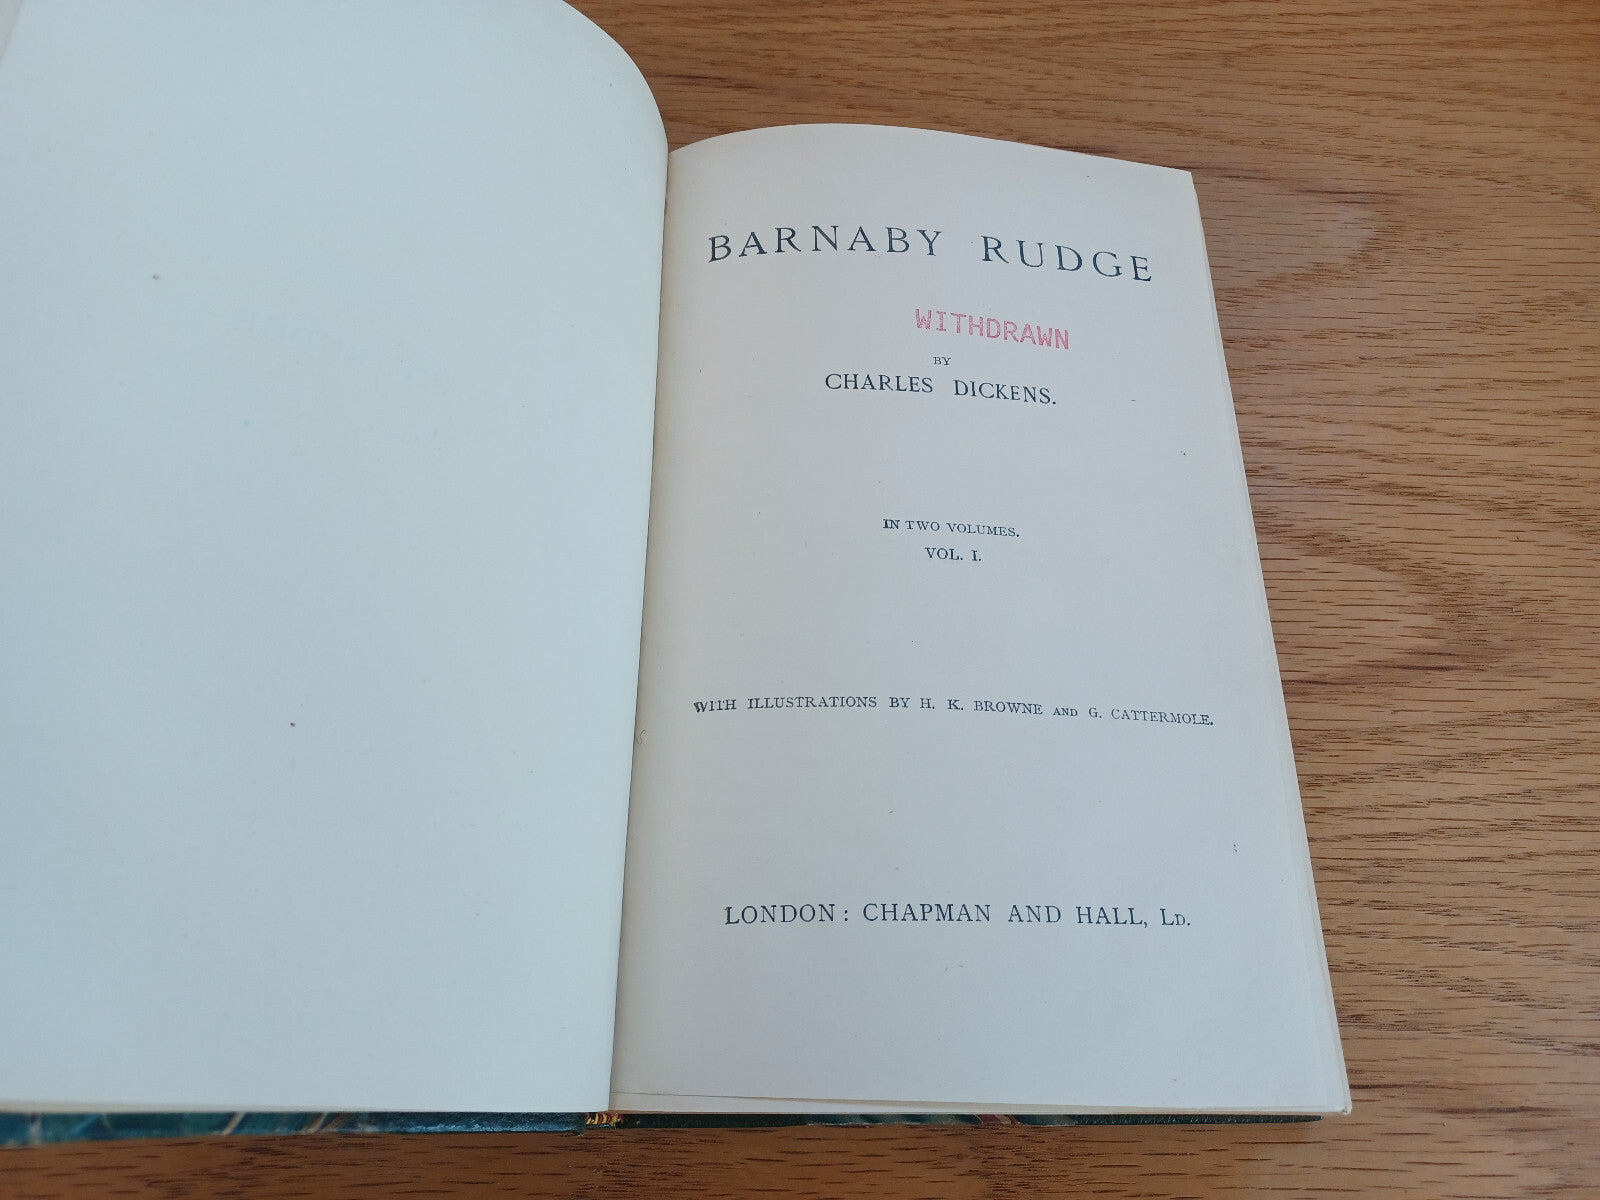 BARNABY RUDGE
WITHDRAWN
BY
CHARLES DICKENS.
IN TWO VOLUMES.
VOL. I.
WITH ILLUSTRATIONS BY H. K. BROWNE AND G. CATTERMOLE.
LONDON: CHAPMAN AND HALL, LD.